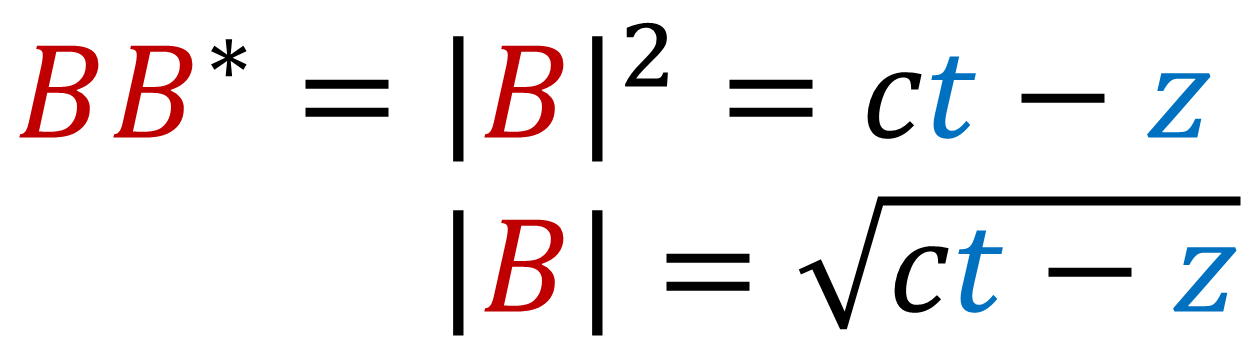 BB* = |B|² = ct − z
|B| = √(ct − z)